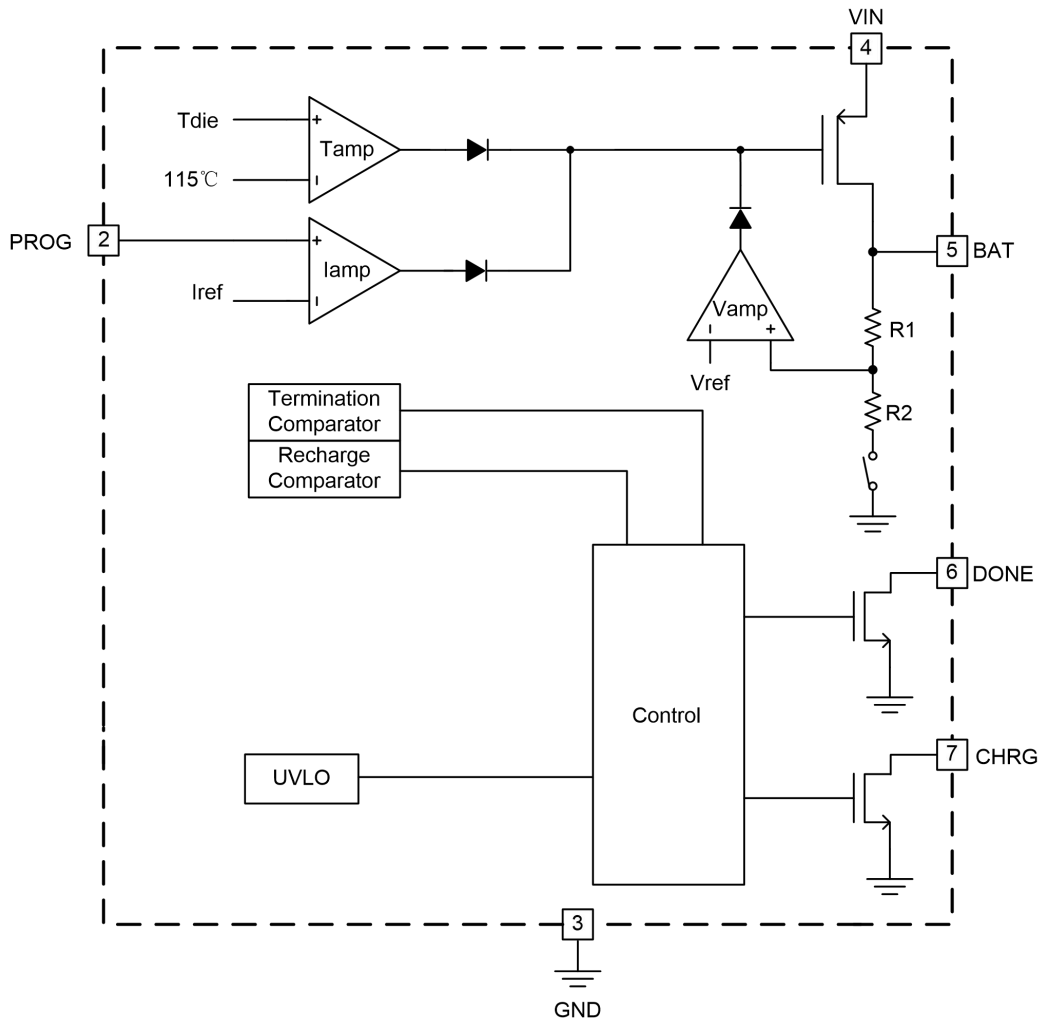 VIN
4
Tdie
+
Tamp
115℃
-
PROG
2
+
Iamp
Iref
-
5
BAT
Vamp
-
+
R1
Vref
R2
Termination
Comparator
Recharge
Comparator
6
DONE
Control
7
CHRG
UVLO
3
GND